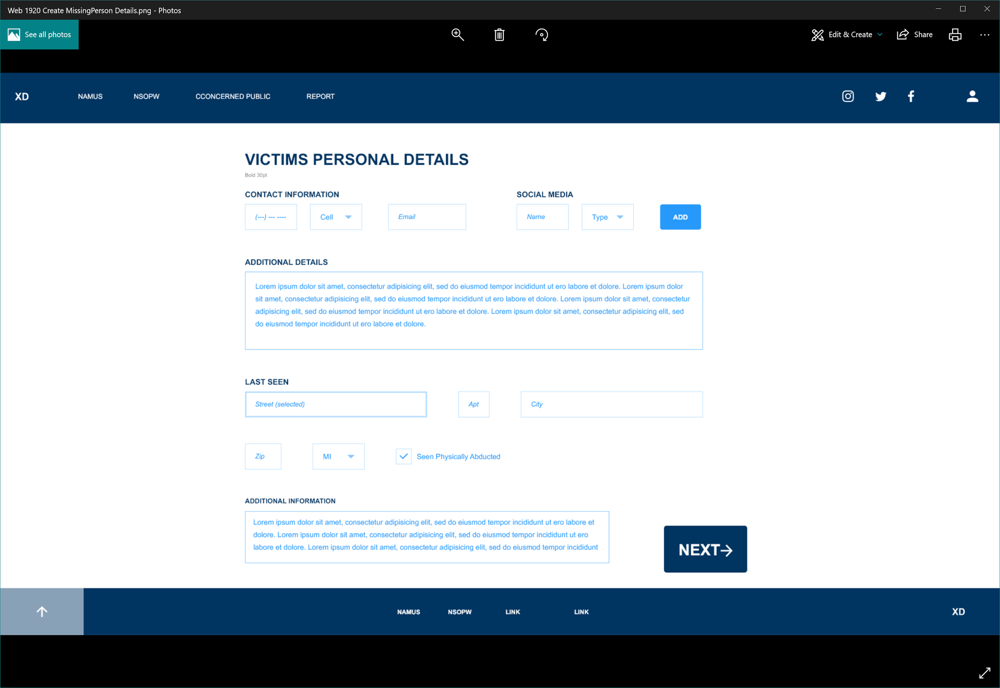 Web 1920 Create MissingPerson Details.png - Photos
See all photos
Edit & Create
Share
XD NAMUS NSOPW CCONCERNED PUBLIC REPORT
VICTIMS PERSONAL DETAILS
Bold 30pt
CONTACT INFORMATION
SOCIAL MEDIA
(---) --- ----
Cell
Email
Name
Type
ADD
ADDITIONAL DETAILS
Lorem ipsum dolor sit amet, consectetur adipisicing elit, sed do eiusmod tempor incididunt ut ero labore et dolore. Lorem ipsum dolor
sit amet, consectetur adipisicing elit, sed do eiusmod tempor incididunt ut ero labore et dolore. Lorem ipsum dolor sit amet, consectetur
adipisicing elit, sed do eiusmod tempor incididunt ut ero labore et dolore. Lorem ipsum dolor sit amet, consectetur adipisicing elit, sed
do eiusmod tempor incididunt ut ero labore et dolore.
LAST SEEN
Street (selected)
Apt
City
Zip
MI
Seen Physically Abducted
ADDITIONAL INFORMATION
Lorem ipsum dolor sit amet, consectetur adipisicing elit, sed do eiusmod tempor incididunt ut ero labore et
dolore. Lorem ipsum dolor sit amet, consectetur adipisicing elit, sed do eiusmod tempor incididunt ut ero
labore et dolore. Lorem ipsum dolor sit amet, consectetur adipisicing elit, sed do eiusmod tempor incididunt
NEXT→
NAMUS NSOPW LINK LINK XD